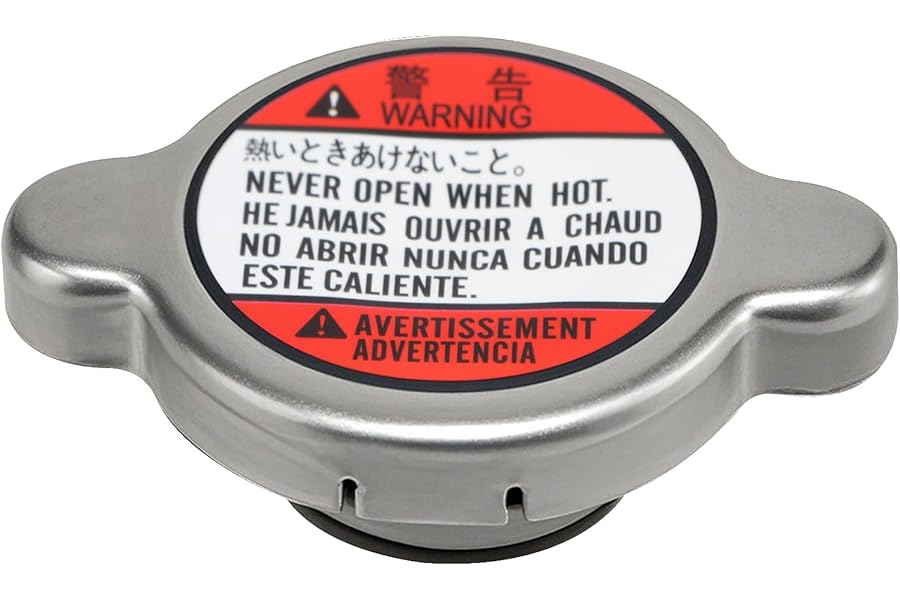 警告
WARNING
熱いときあけないこと。
NEVER OPEN WHEN HOT.
HE JAMAIS OUVRIR A CHAUD
NO ABRIR NUNCA CUANDO
ESTE CALIENTE.
AVERTISSEMENT
ADVERTENCIA